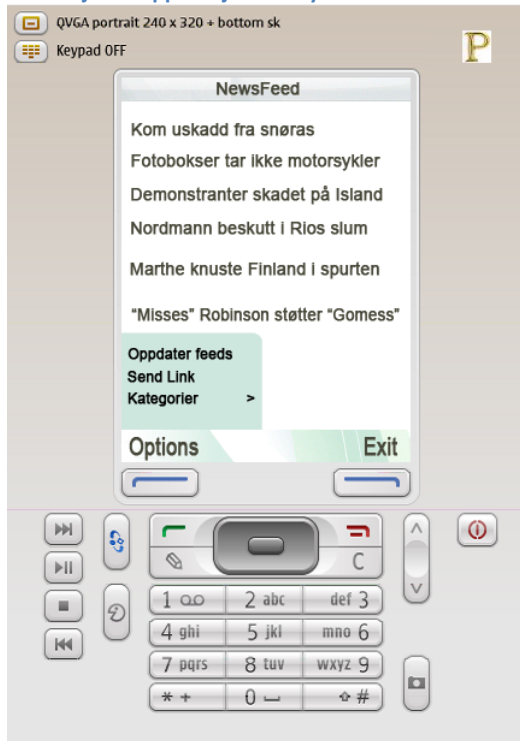 QVGA portrait 240 x 320 + bottom sk
Keypad OFF
P
NewsFeed
Kom uskadd fra snøras
Fotobokser tar ikke motorsykler
Demonstranter skadet på Island
Nordmann beskutt i Rios slum
Marthe knuste Finland i spurten
“Misses” Robinson støtter “Gomess”
Oppdater feeds
Send Link
Kategorier >
Options Exit
C
1 2 abc def 3
4 ghi 5 jkl mno 6
7 pqrs 8 tuv wxyz 9
* + 0 #